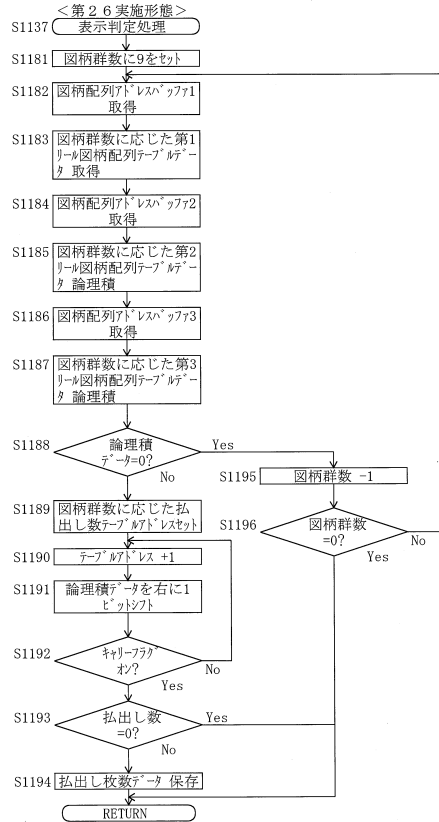 ＜第２６実施形態＞
S1137 表示判定処理
S1181 図柄群数に9をセット
S1182 図柄配列アドレスバッファ1
取得
S1183 図柄群数に応じた第1
リール図柄配列テーブルデー
タ 取得
S1184 図柄配列アドレスバッファ2
取得
S1185 図柄群数に応じた第2
リール図柄配列テーブルデー
タ 論理積
S1186 図柄配列アドレスバッファ3
取得
S1187 図柄群数に応じた第3
リール図柄配列テーブルデー
タ 論理積
S1188 論理積
データ=0?
Yes
No
S1195 図柄群数 -1
S1196 図柄群数
=0?
No
Yes
S1189 図柄群数に応じた払
出し数テーブルアドレスセット
S1190 テーブルアドレス +1
S1191 論理積データを右に1
ビットシフト
S1192 キャリーフラグ
オン?
No
Yes
S1193 払出し数
=0?
Yes
No
S1194 払出し枚数データ 保存
RETURN